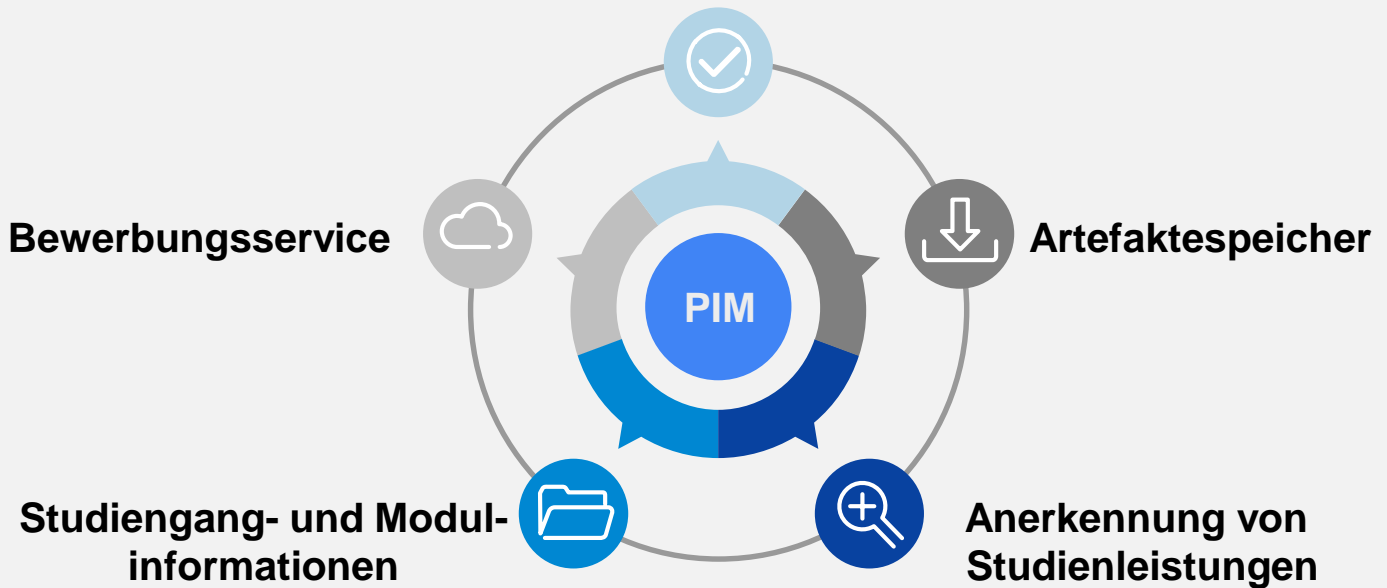 Bewerbungsservice
Artefaktespeicher
PIM
Studiengang- und Modul-
informationen
Anerkennung von
Studienleistungen